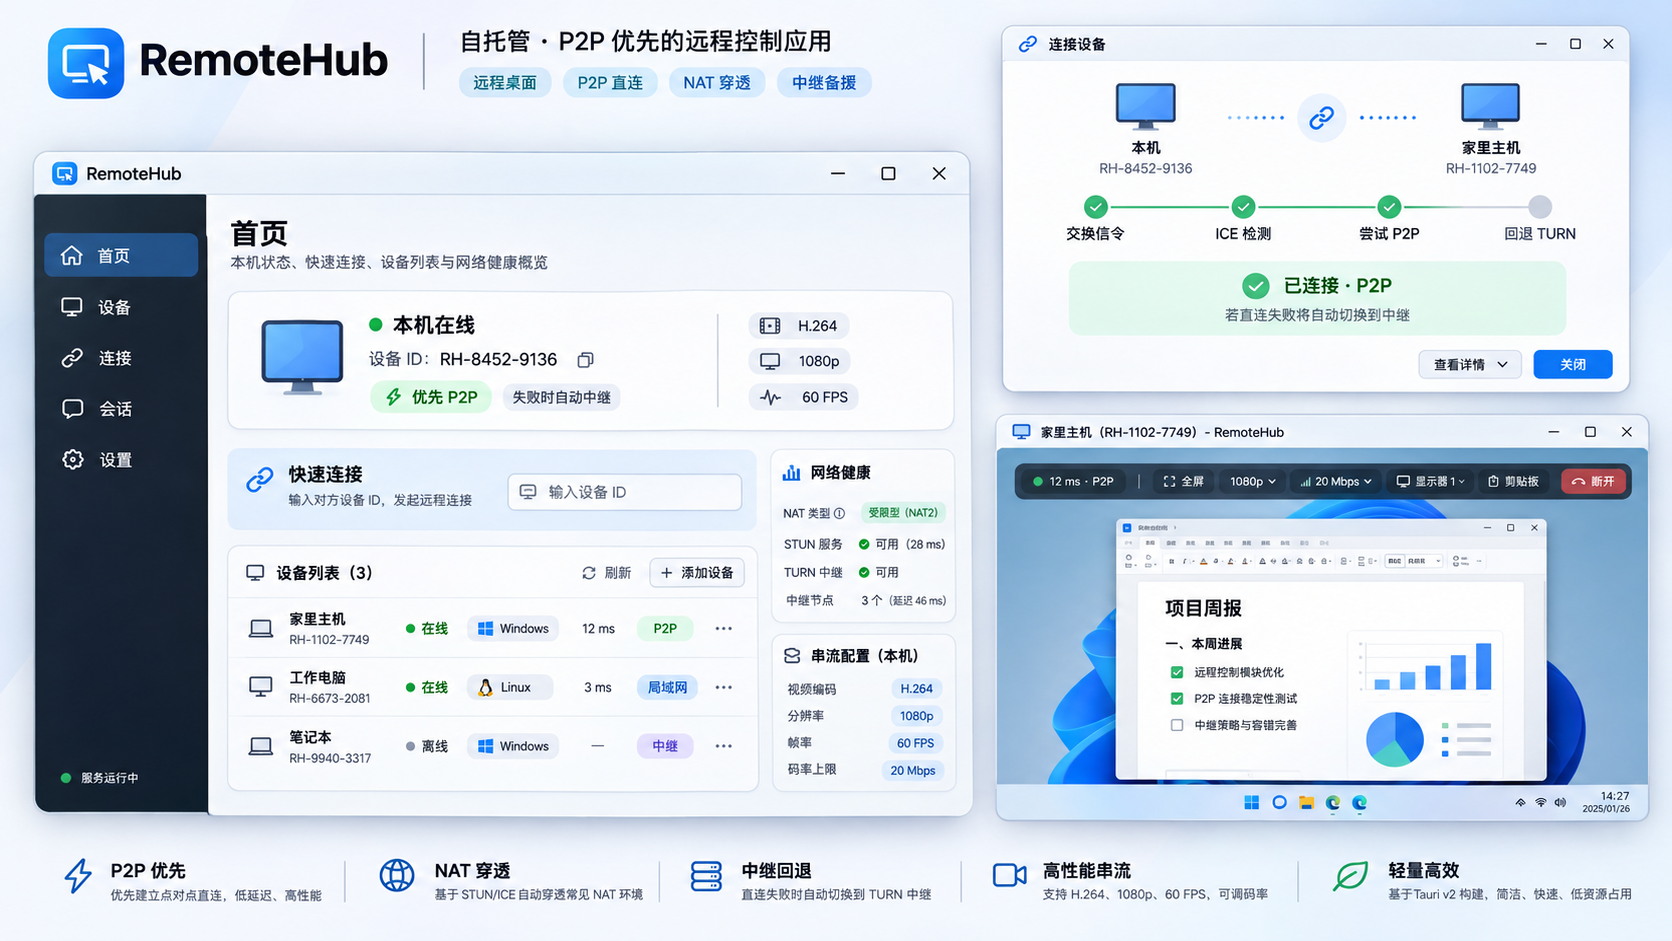 RemoteHub
自托管 · P2P 优先的远程控制应用
远程桌面
P2P 直连
NAT 穿透
中继备援
RemoteHub
首页
设备
连接
会话
设置
服务运行中
首页
本机状态、快速连接、设备列表与网络健康概览
本机在线
设备 ID: RH-8452-9136
优先 P2P
失败时自动中继
H.264
1080p
60 FPS
快速连接
输入对方设备 ID，发起远程连接
输入设备 ID
设备列表（3）
刷新
+ 添加设备
家里主机
RH-1102-7749
在线
Windows
12 ms
P2P
工作电脑
RH-6673-2081
在线
Linux
3 ms
局域网
笔记本
RH-9940-3317
离线
Windows
—
中继
网络健康
NAT 类型
受限型（NAT2）
STUN 服务
可用（28 ms）
TURN 中继
可用
中继节点
3 个（延迟 46 ms）
串流配置（本机）
视频编码
H.264
分辨率
1080p
帧率
60 FPS
码率上限
20 Mbps
连接设备
本机
RH-8452-9136
家里主机
RH-1102-7749
交换信令
ICE 检测
尝试 P2P
回退 TURN
已连接 · P2P
若直连失败将自动切换到中继
查看详情
关闭
家里主机（RH-1102-7749）- RemoteHub
12 ms · P2P
全屏
1080p
20 Mbps
显示器 1
剪贴板
断开
项目周报
一、本周进展
远程控制模块优化
P2P 连接稳定性测试
中继策略与容错完善
14:27
2025/01/26
P2P 优先
优先建立点对点直连，低延迟、高性能
NAT 穿透
基于 STUN/ICE 自动穿透常见 NAT 环境
中继回退
直连失败时自动切换到 TURN 中继
高性能串流
支持 H.264、1080p、60 FPS，可调码率
轻量高效
基于Tauri v2 构建，简洁、快速、低资源占用